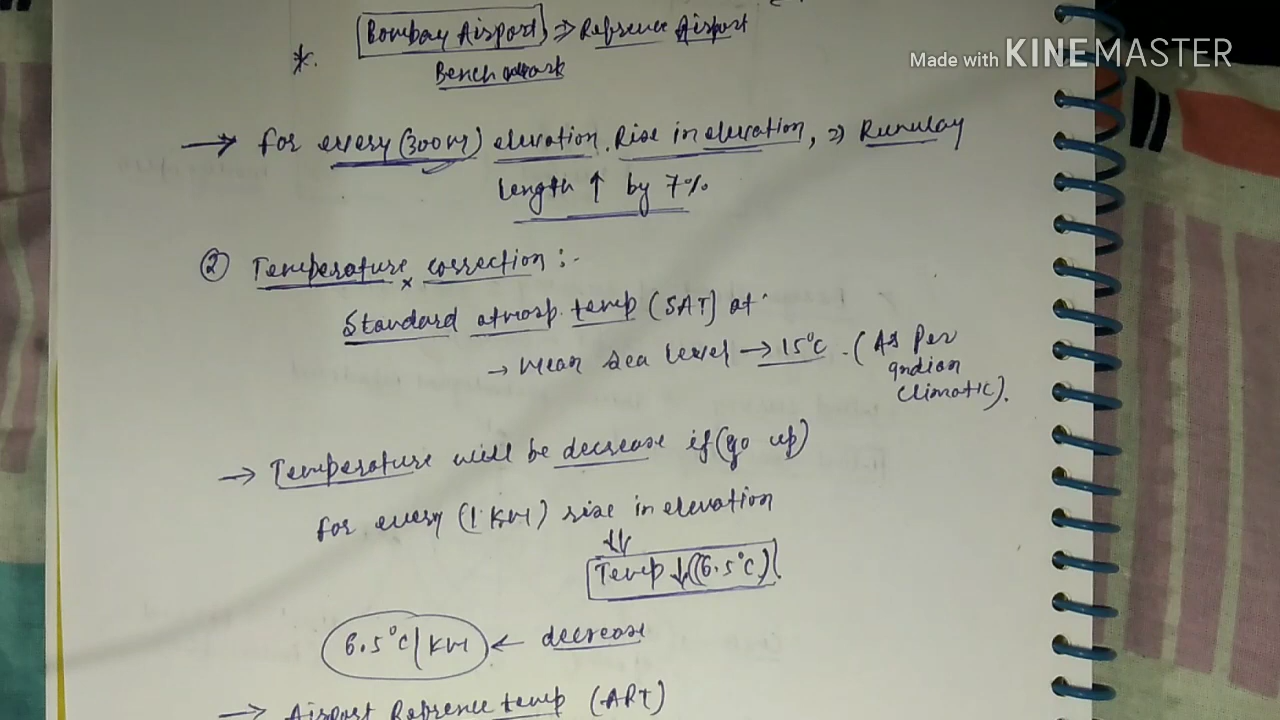 Bombay Airport ⇒ Refrence Airport
*. Bench mark
Made with KINEMASTER
→ for every (300m) elevation. Rise in elevation, ⇒ Runway
length ↑ by 7%
② Temperature correction :-
Standard atmosp. temp (SAT) at
→ Mean sea level → 15°C. (As Per
indian
climatic).
→ Temperature will be decrease if (go up)
for every (1 KM) rise in elevation
Temp ↓ (6.5°C)
6.5°C/KM ← decrease
→ Airport Refrence temp (ART)